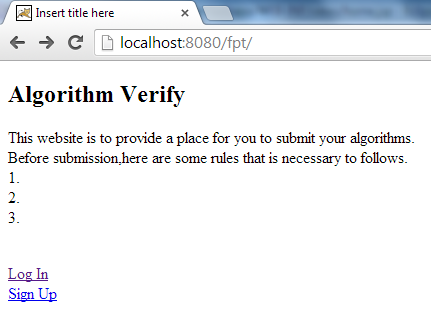 Insert title here
localhost:8080/fpt/
Algorithm Verify
This website is to provide a place for you to submit your algorithms.
Before submission,here are some rules that is necessary to follows.
1.
2.
3.
Log In
Sign Up